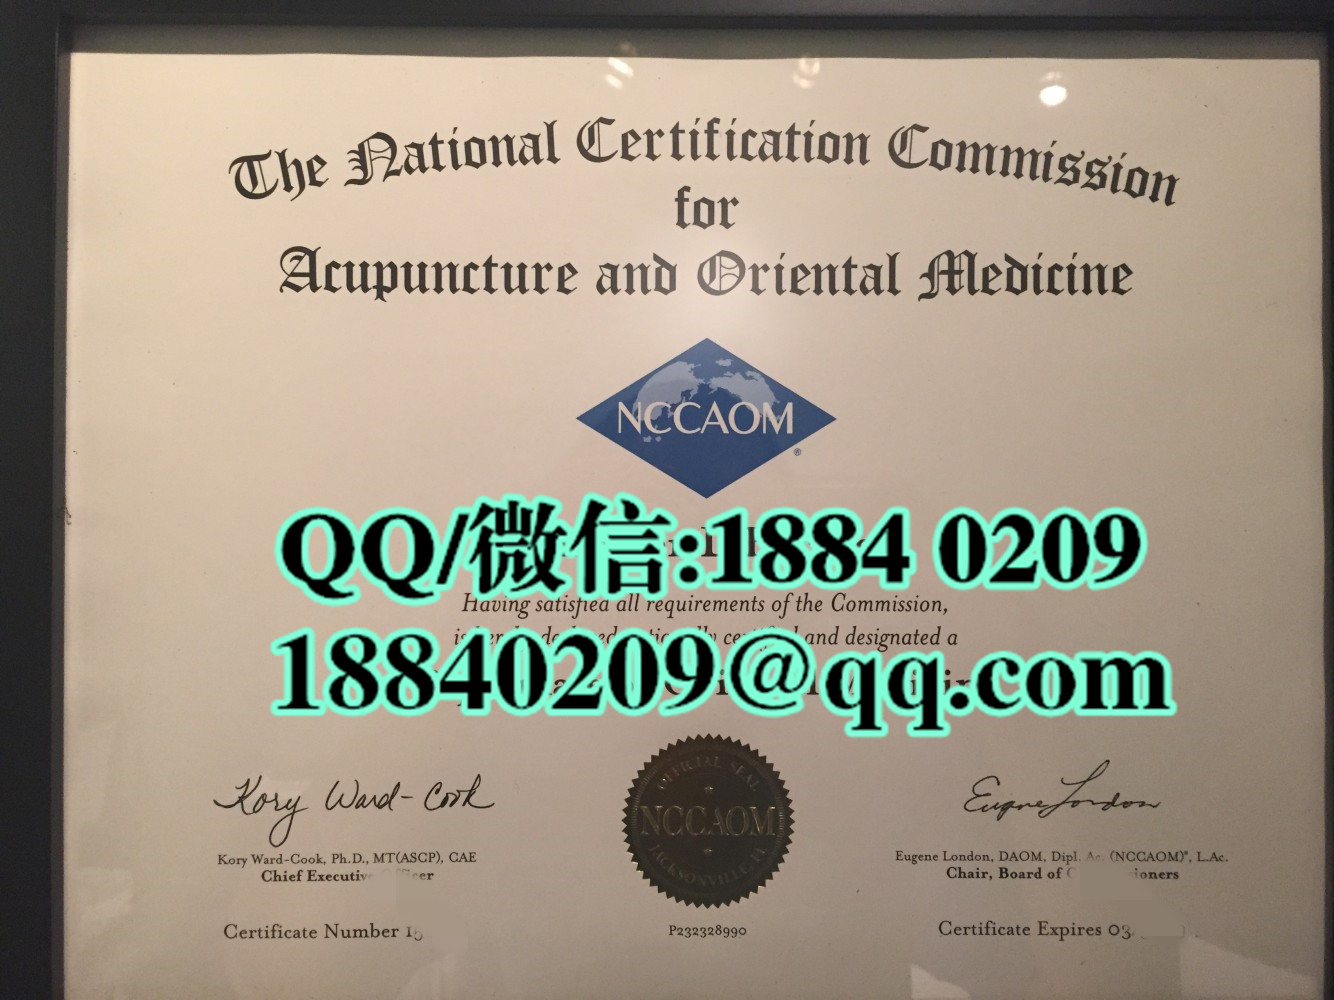 The National Certification Commission
for
Acupuncture and Oriental Medicine
NCCAOM
®
QQ/微信:1884 0209
Having satisfied all requirements of the Commission,
and designated a
18840209@qq.com
OFFICIAL SEAL
NCCAOM
JACKSONVILLE, FL
Kory Ward-Cook
Eugene London
Kory Ward-Cook, Ph.D., MT(ASCP), CAE
Chief
Eugene London, DAOM, Dipl. Ac. (NCCAOM)®, L.Ac.
Chair, Board of
Certificate Number
P232328990
Certificate Expires 03